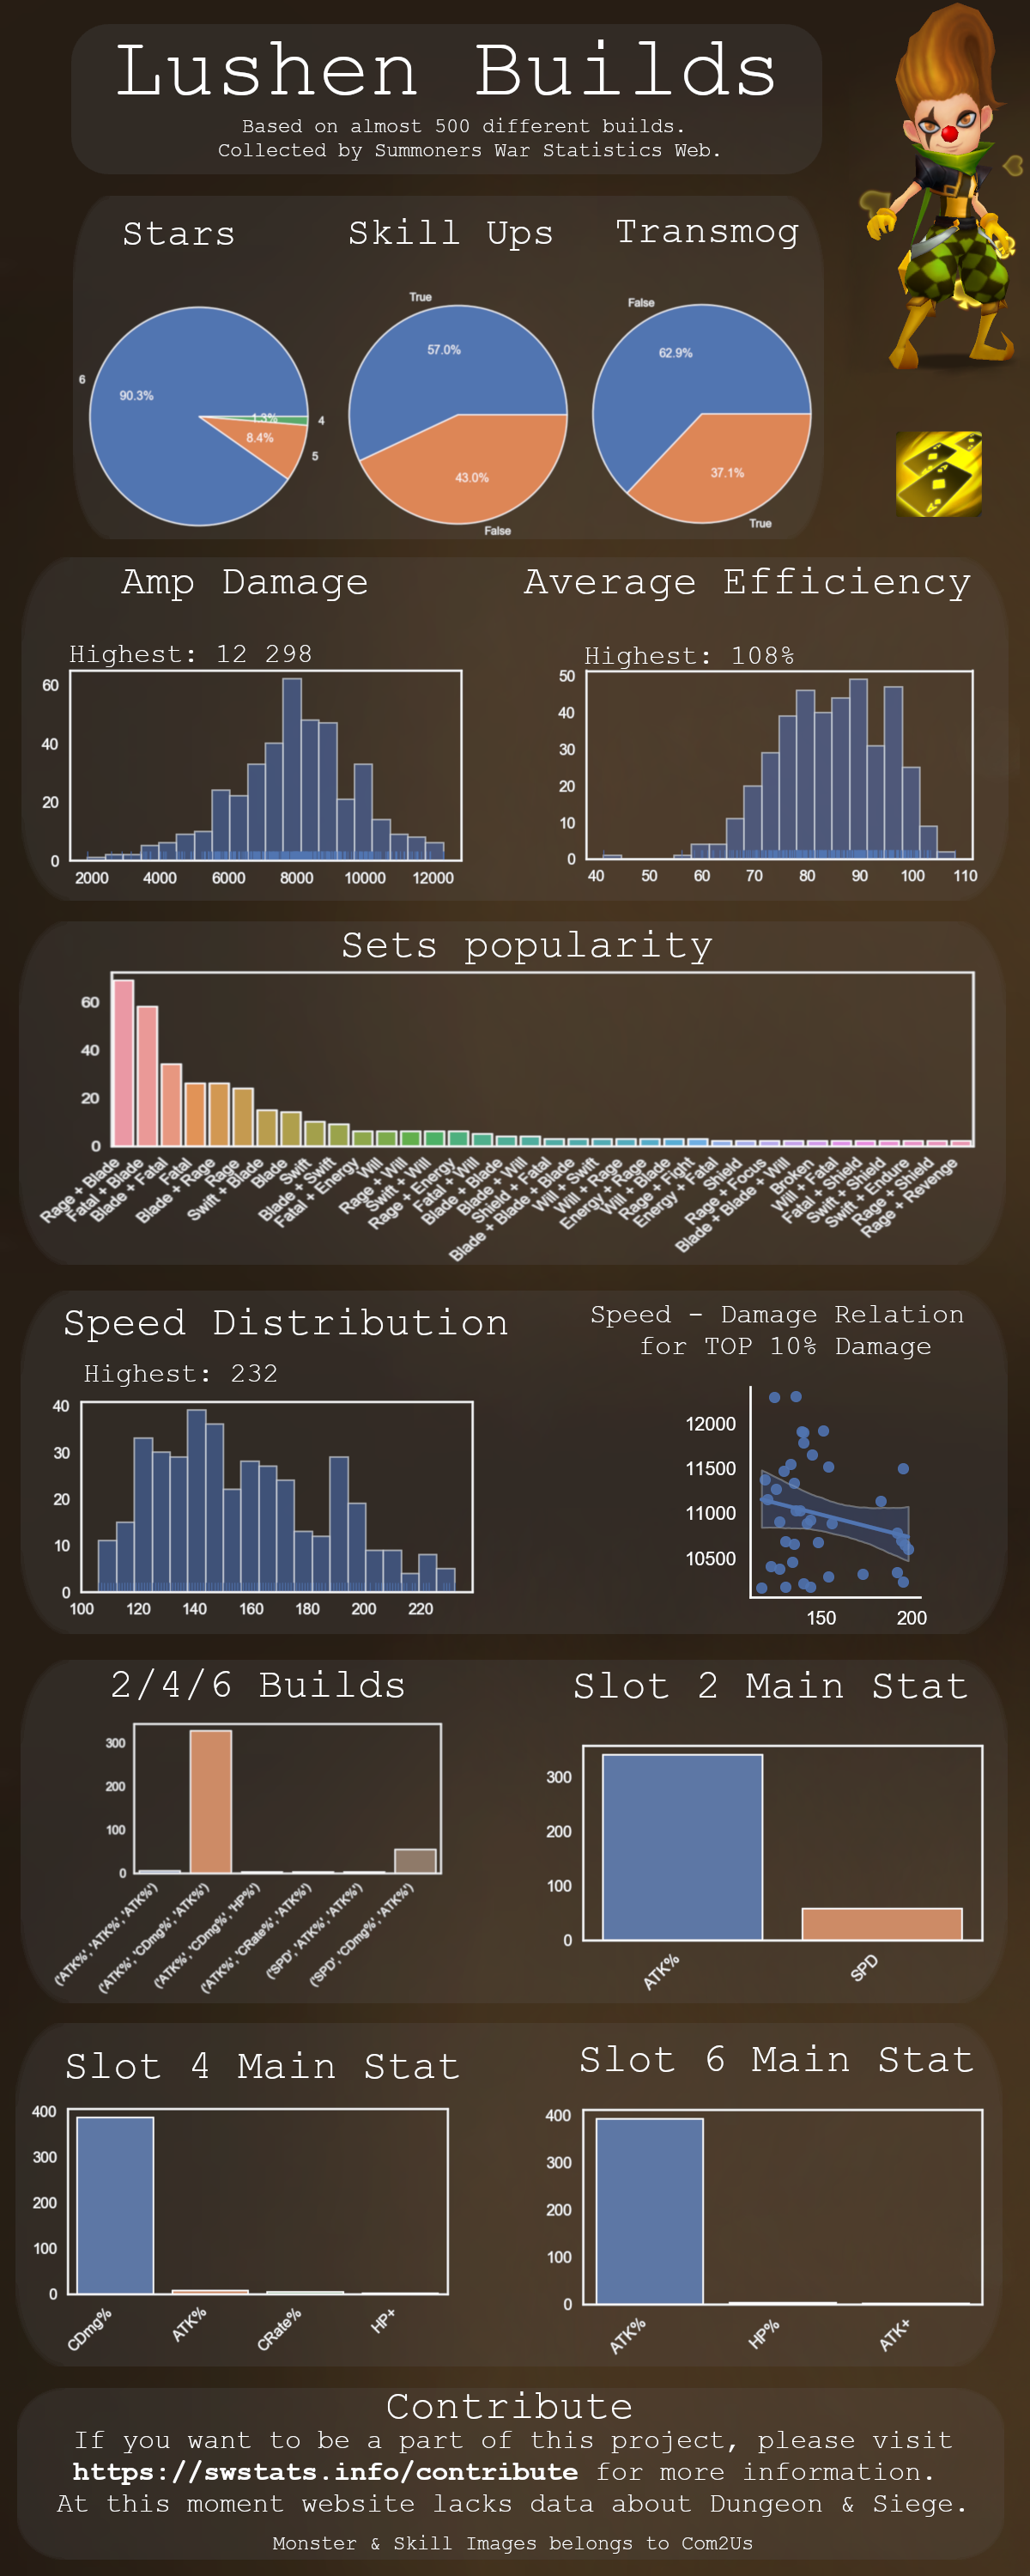 Lushen Builds
Based on almost 500 different builds.
Collected by Summoners War Statistics Web.
Stars
Skill Ups
Transmog
6
90.3%
1.3%
4
8.4%
5
True
57.0%
43.0%
False
False
62.9%
37.1%
True
Amp Damage
Highest: 12 298
60
40
20
0
2000 4000 6000 8000 10000 12000
Average Efficiency
Highest: 108%
50
40
30
20
10
0
40 50 60 70 80 90 100 110
Sets popularity
60
40
20
0
Rage + Blade
Fatal + Blade
Blade + Fatal
Fatal
Blade + Rage
Rage
Swift + Blade
Blade
Swift
Blade + Swift
Fatal + Energy
Will
Rage + Will
Swift + Will
Rage + Energy
Fatal + Will
Blade + Blade
Blade + Will
Shield + Fatal
Blade + Blade + Blade
Will + Swift
Will + Rage
Energy + Rage
Will + Blade
Rage + Fight
Energy + Fatal
Shield
Rage + Focus
Blade + Blade + Will
Broken
Will + Fatal
Fatal + Shield
Swift + Shield
Swift + Endure
Rage + Shield
Rage + Revenge
Speed Distribution
Highest: 232
40
30
20
10
0
100 120 140 160 180 200 220
Speed - Damage Relation
for TOP 10% Damage
12000
11500
11000
10500
150 200
2/4/6 Builds
300
200
100
0
('ATK%', 'ATK%', 'ATK%')
('ATK%', 'CDmg%', 'ATK%')
('ATK%', 'CDmg%', 'HP%')
('ATK%', 'CRate%', 'ATK%')
('SPD', 'ATK%', 'ATK%')
('SPD', 'CDmg%', 'ATK%')
Slot 2 Main Stat
300
200
100
0
ATK%
SPD
Slot 4 Main Stat
400
300
200
100
0
CDmg%
ATK%
CRate%
HP+
Slot 6 Main Stat
400
300
200
100
0
ATK%
HP%
ATK+
Contribute
If you want to be a part of this project, please visit
https://swstats.info/contribute for more information.
At this moment website lacks data about Dungeon & Siege.
Monster & Skill Images belongs to Com2Us